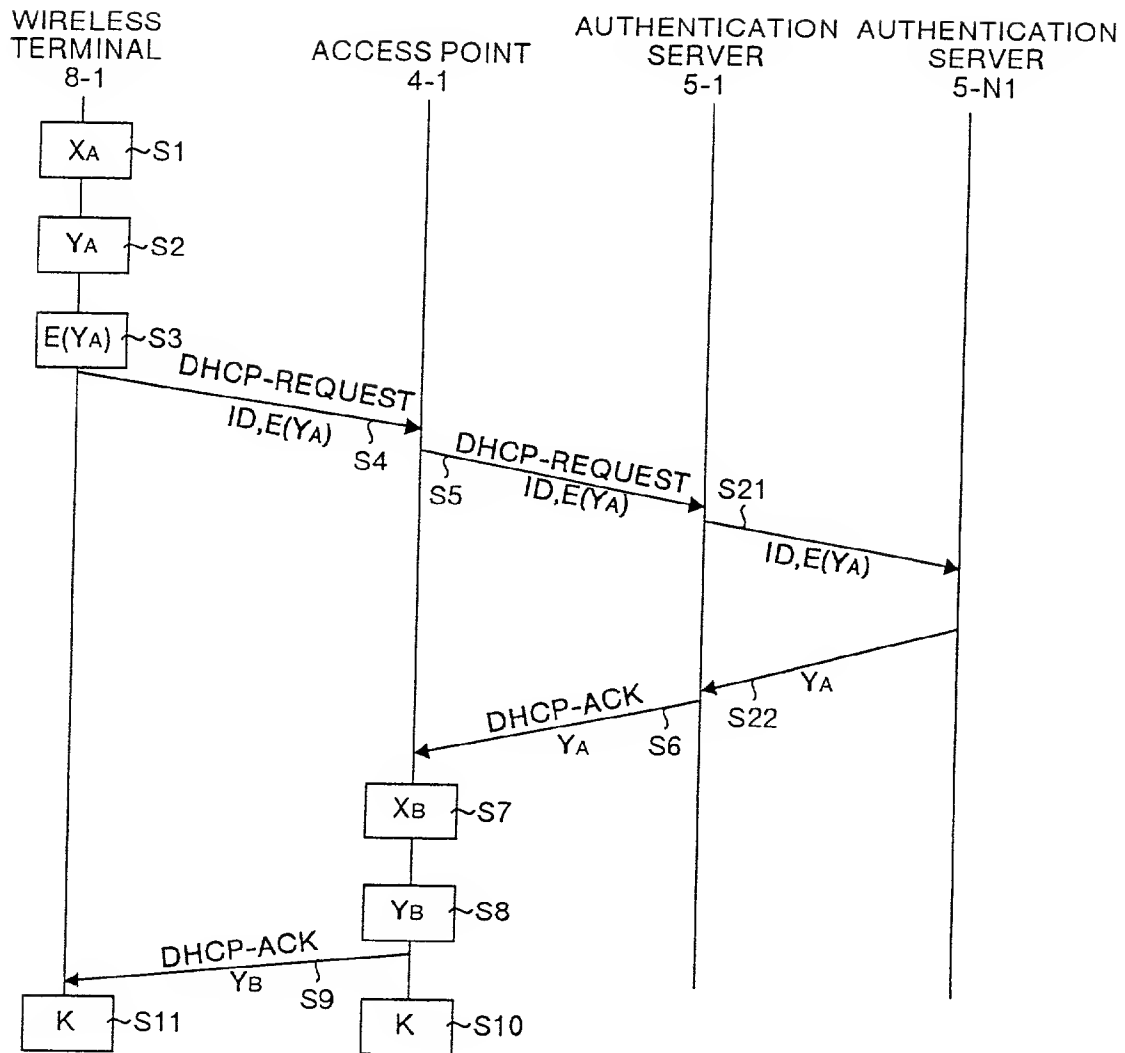 WIRELESS
TERMINAL
8-1
ACCESS POINT
4-1
AUTHENTICATION
SERVER
5-1
AUTHENTICATION
SERVER
5-N1
XA
S1
YA
S2
E(YA)
S3
DHCP-REQUEST
ID,E(YA)
S4
DHCP-REQUEST
ID,E(YA)
S5
S21
ID,E(YA)
YA
S22
DHCP-ACK
YA
S6
XB
S7
YB
S8
DHCP-ACK
YB
S9
K
S11
K
S10